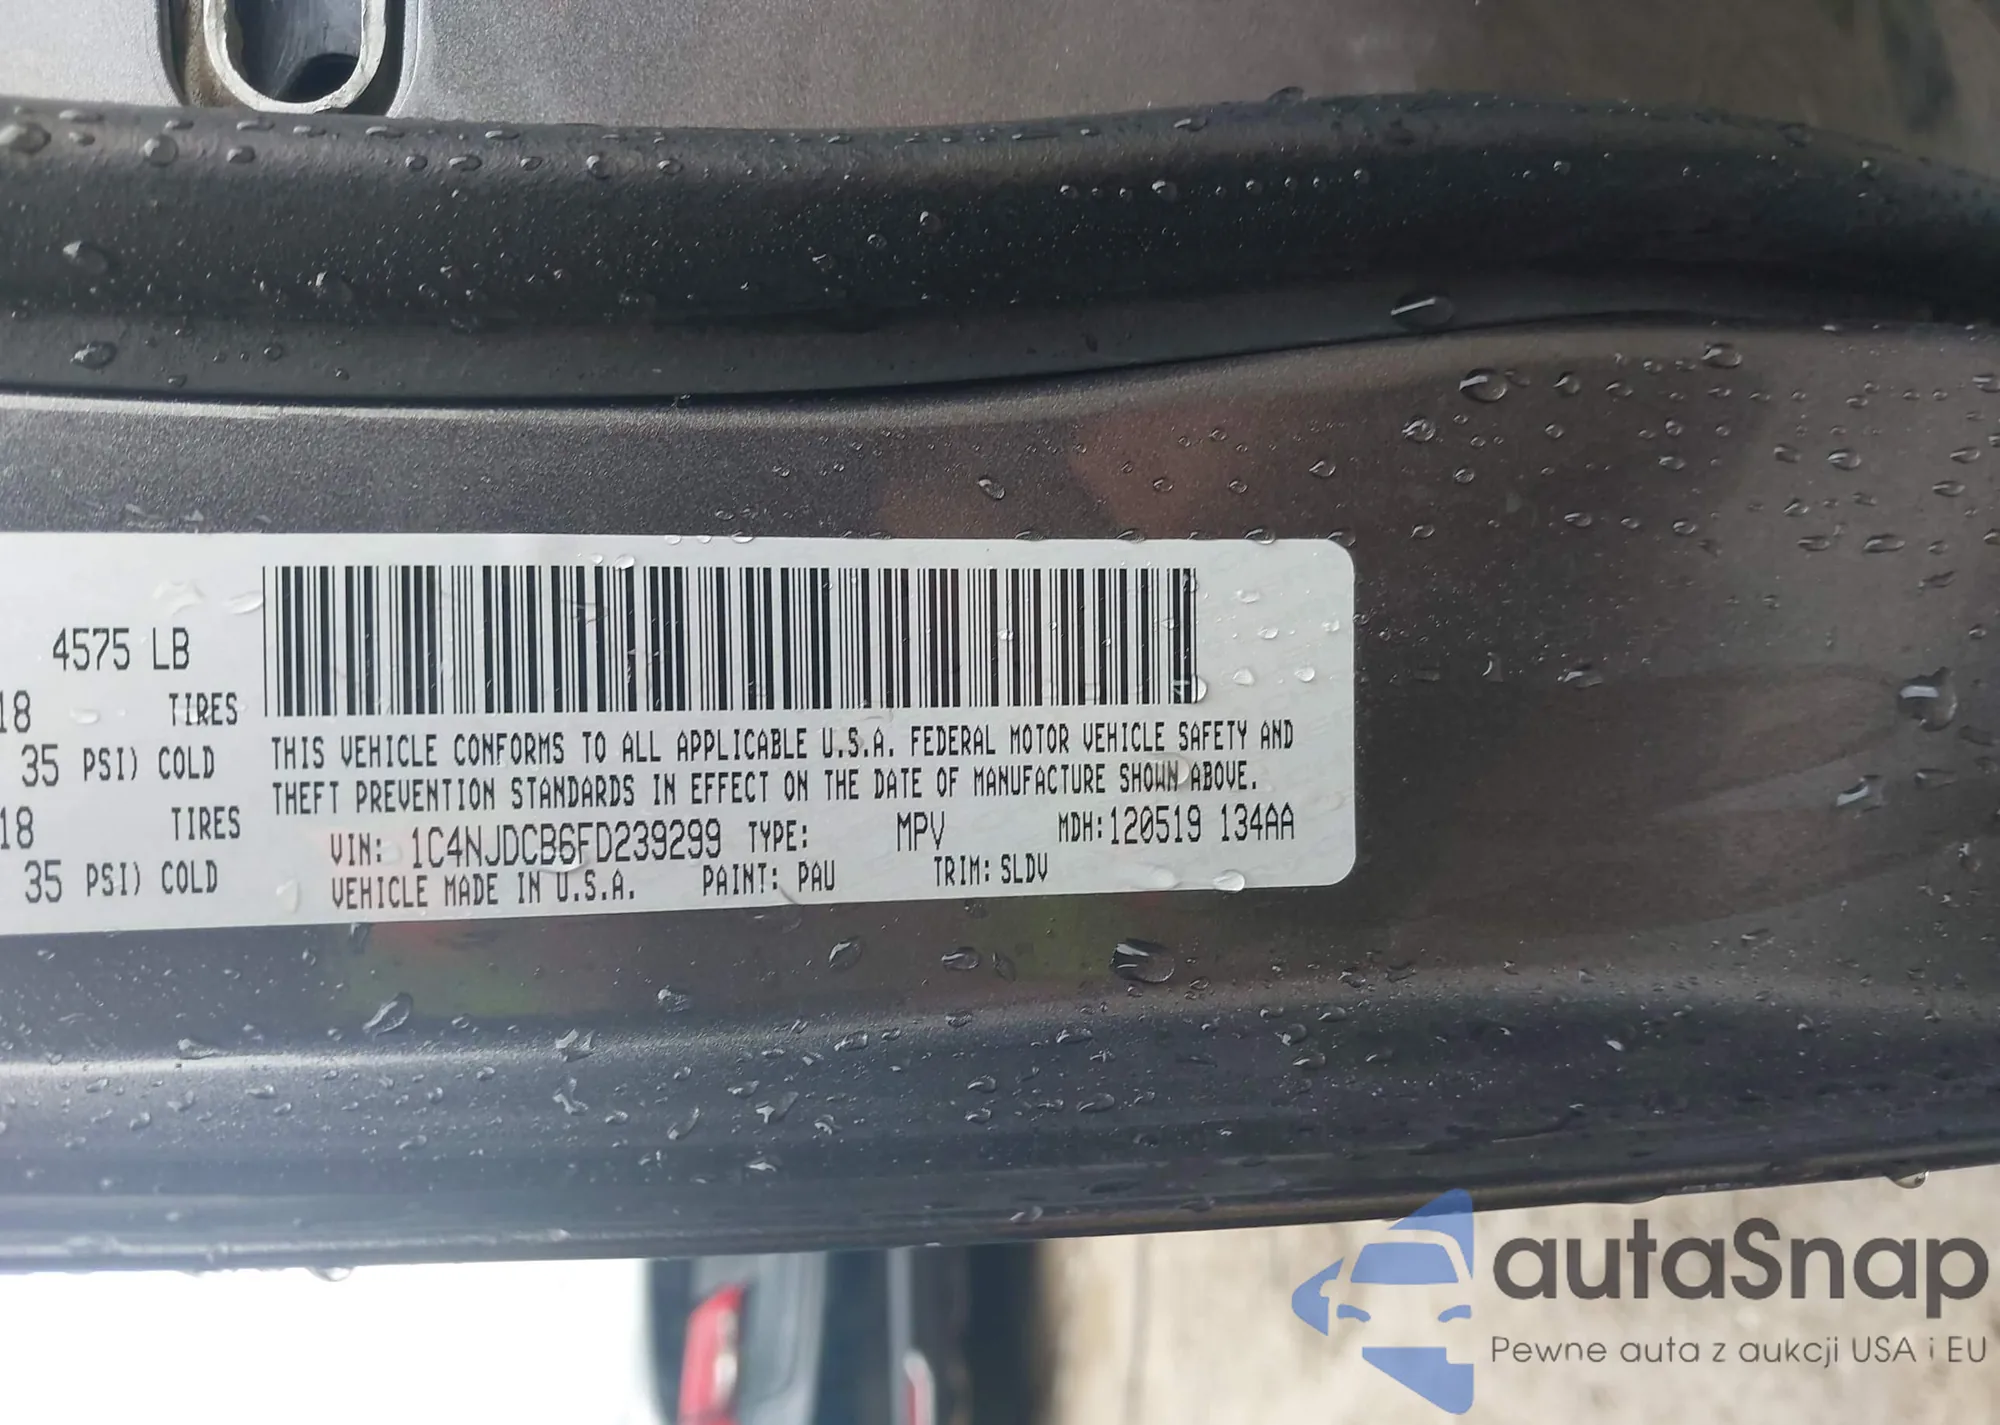 4575 LB
18 TIRES
35 PSI) COLD
18 TIRES
35 PSI) COLD
THIS VEHICLE CONFORMS TO ALL APPLICABLE U.S.A. FEDERAL MOTOR VEHICLE SAFETY AND
THEFT PREVENTION STANDARDS IN EFFECT ON THE DATE OF MANUFACTURE SHOWN ABOVE.
VIN: 1C4NJDCB6FD239299 TYPE: MPV MDH:120519 134AA
VEHICLE MADE IN U.S.A. PAINT: PAU TRIM: SLDV
autaSnap
Pewne auta z aukcji USA i EU